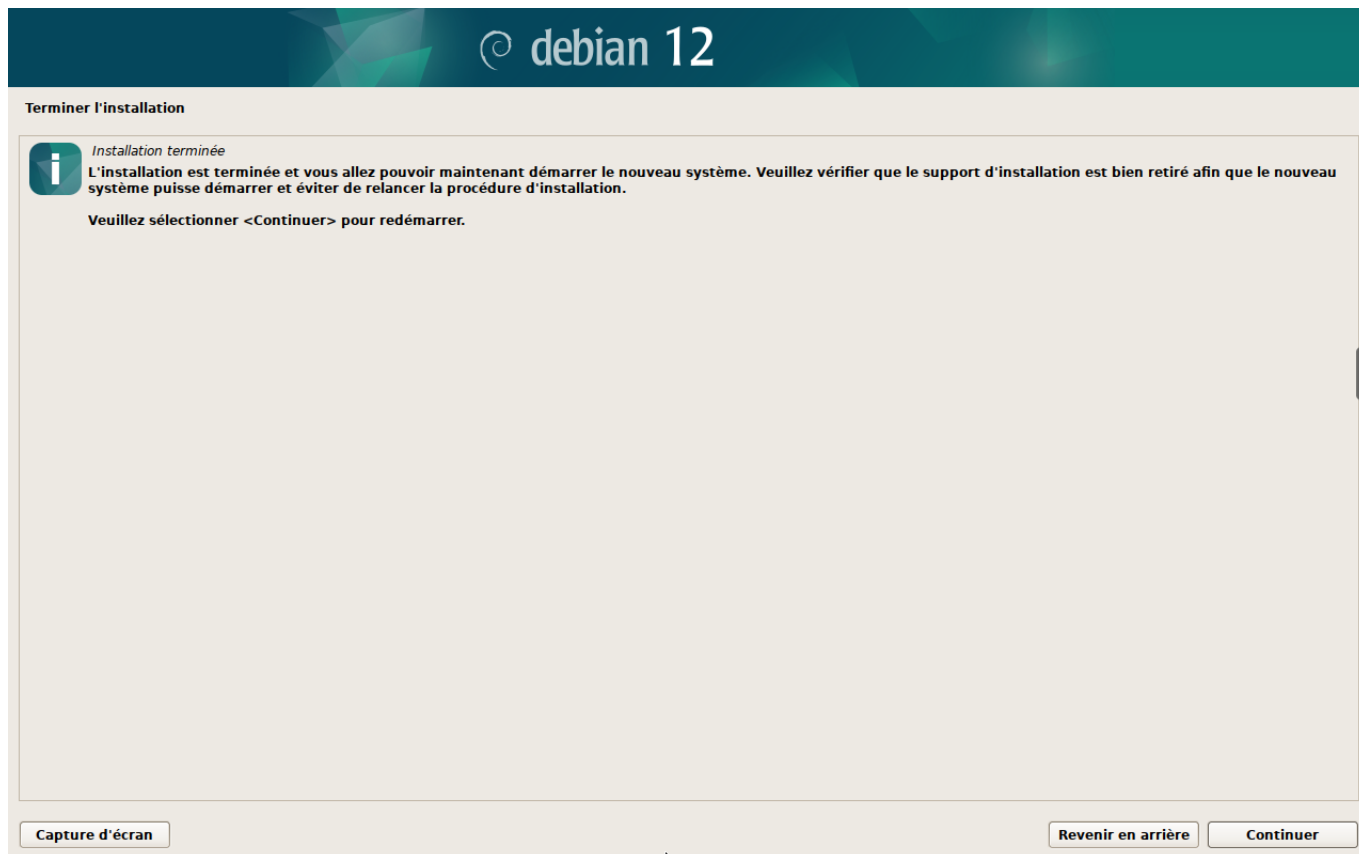 debian 12
Terminer l'installation
Installation terminée
L'installation est terminée et vous allez pouvoir maintenant démarrer le nouveau système. Veuillez vérifier que le support d'installation est bien retiré afin que le nouveau
système puisse démarrer et éviter de relancer la procédure d'installation.
Veuillez sélectionner <Continuer> pour redémarrer.
Capture d'écran
Revenir en arrière
Continuer